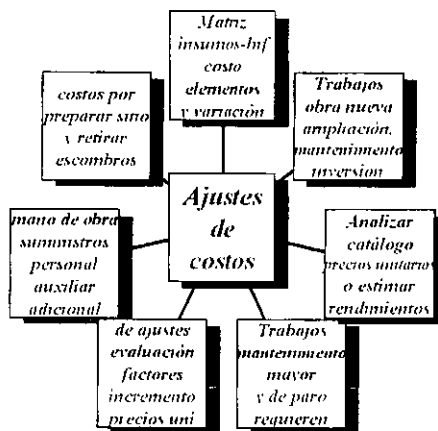 Matriz
insumos-Inf
costo
elementos
y variación
Trabajos
obra nueva
ampliación,
mantenimiento
inversion
costos por
preparar sitio
y retirar
escombros
Ajustes
de
costos
Analizar
catálogo
precios unitarios
o estimar
rendimientos
mano de obra
suministros
personal
auxiliar
adicional
de ajustes
evaluación
factores
incremento
precios uni
Trabajos
mantenimiento
mayor
y de paro
requieren